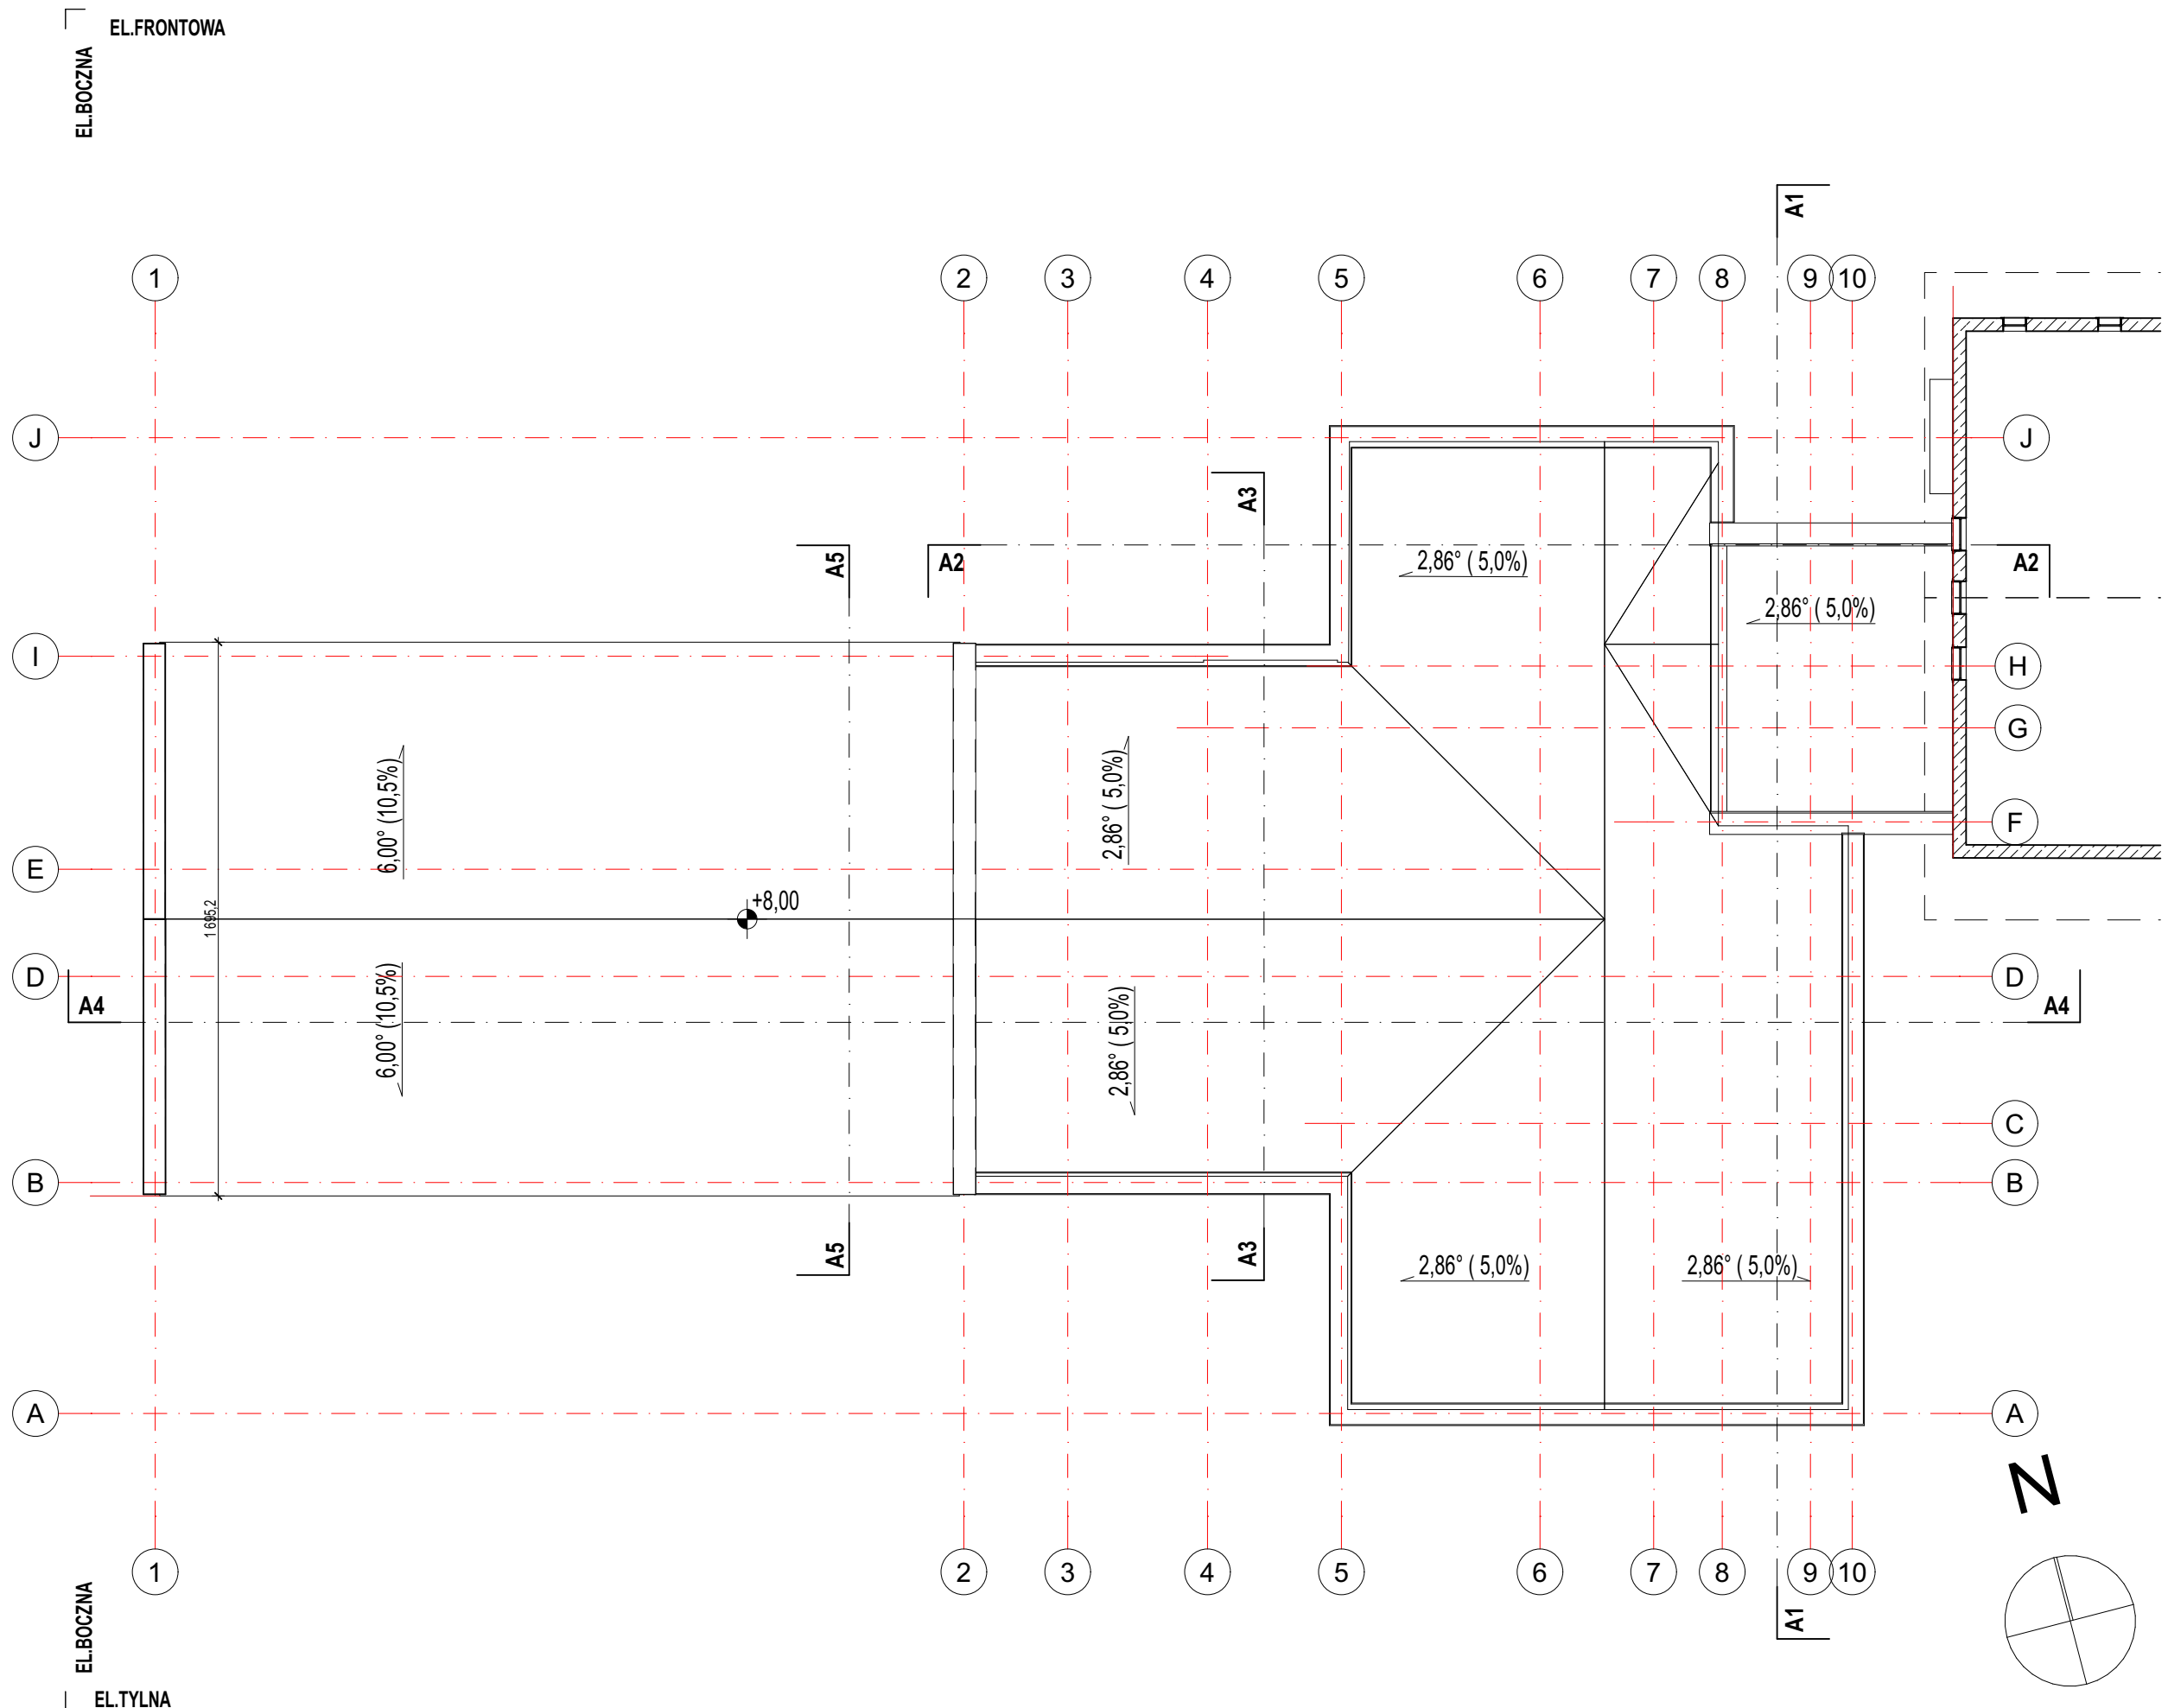 EL.FRONTOWA
EL.BOCZNA
A1
1 2 3 4 5 6 7 8 9 10
J J
A3
A5 A2 A2
2,86° ( 5,0%)
2,86° ( 5,0%)
I H
G
6,00° (10,5%) 2,86° ( 5,0%)
F
E
+8,00
1 695,2
D D
A4 A4
6,00° (10,5%) 2,86° ( 5,0%)
C
B B
A5 A3
2,86° ( 5,0%) 2,86° ( 5,0%)
A A
N
1 2 3 4 5 6 7 8 9 10
A1
EL.BOCZNA
EL.TYLNA